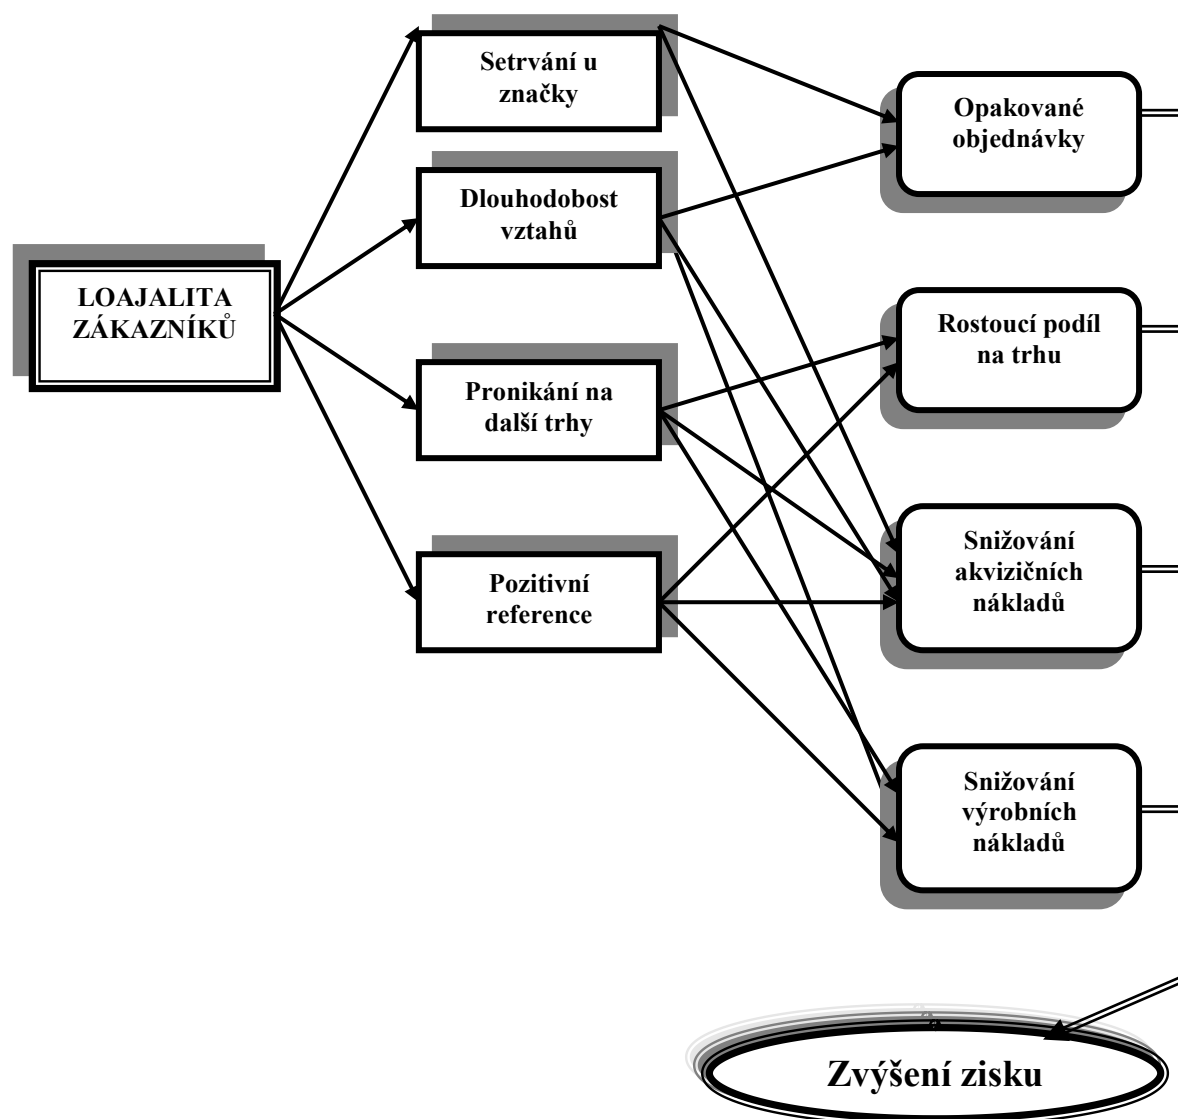 Setrvání u
značky
Opakované
objednávky
Dlouhodobost
vztahů
LOAJALITA
ZÁKAZNÍKŮ
Rostoucí podíl
na trhu
Pronikání na
další trhy
Snižování
akvizičních
nákladů
Pozitivní
reference
Snižování
výrobních
nákladů
Zvýšení zisku